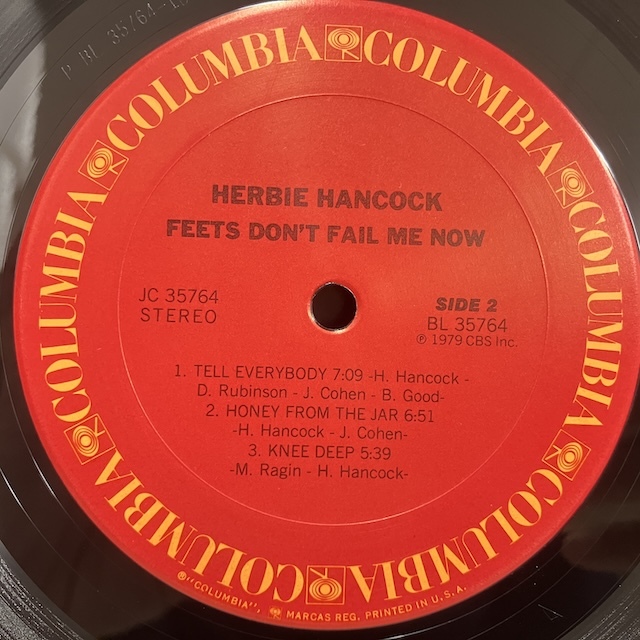 P BL 35764
COLUMBIA COLUMBIA COLUMBIA COLUMBIA COLUMBIA COLUMBIA
HERBIE HANCOCK
FEETS DON'T FAIL ME NOW
JC 35764
STEREO
SIDE 2
BL 35764
℗ 1979 CBS Inc.
1. TELL EVERYBODY 7:09 -H. Hancock -
D. Rubinson - J. Cohen - B. Good-
2. HONEY FROM THE JAR 6:51
-H. Hancock - J. Cohen-
3. KNEE DEEP 5:39
-M. Ragin - H. Hancock-
®"COLUMBIA", MARCAS REG. PRINTED IN U.S.A.